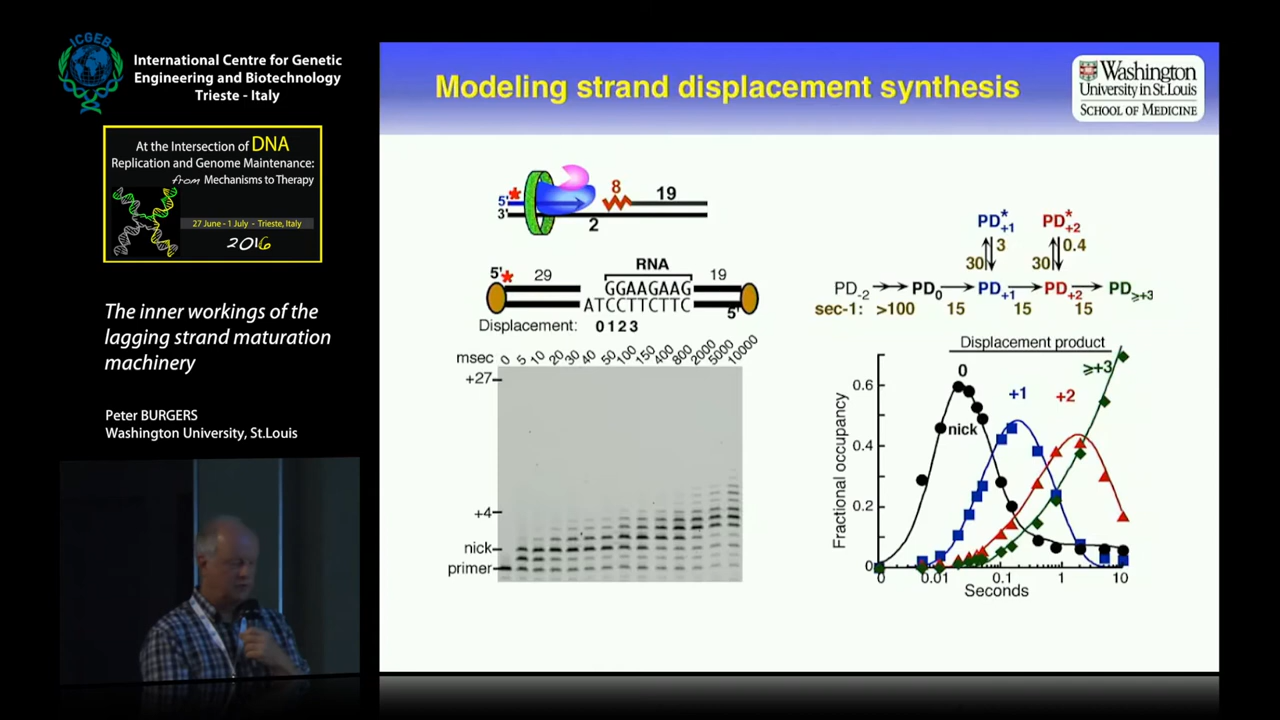 ICGEB
International Centre for Genetic
Engineering and Biotechnology
Trieste - Italy
At the Intersection of DNA
Replication and Genome Maintenance:
from Mechanisms to Therapy
27 June - 1 July - Trieste, Italy
2016
The inner workings of the
lagging strand maturation
machinery
Peter BURGERS
Washington University, St.Louis
Modeling strand displacement synthesis
Washington
University in St.Louis
SCHOOL OF MEDICINE
8
5' * 19
3'
2
RNA
5' * 29 GGAAGAAG 19
ATCCTTCTTC 5'
Displacement: 0 1 2 3
msec 0 5 10 20 30 40 50 100 150 400 800 2000 5000 10000
+27
+4
nick
primer
PD*+1 PD*+2
30 3 30 0.4
PD-2 PD0 PD+1 PD+2 PD≥+3
sec-1: >100 15 15 15
Displacement product
0 +1 +2 ≥+3
nick
Fractional occupancy
0.6
0.4
0.2
0
0 0.01 0.1 1 10
Seconds